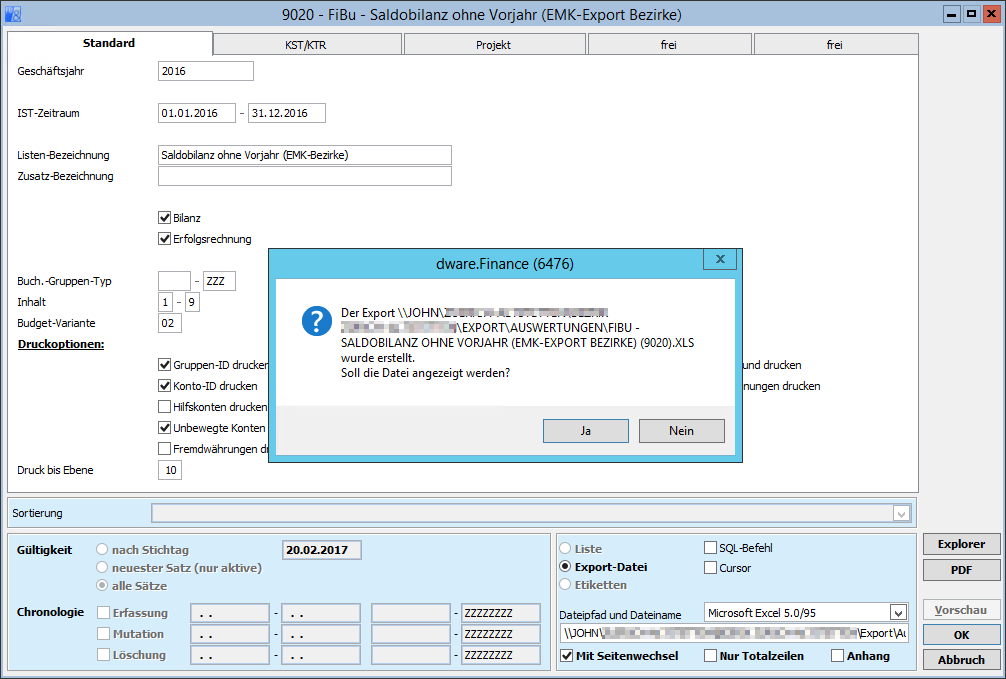 9020 - FiBu - Saldobilanz ohne Vorjahr (EMK-Export Bezirke)
Standard KST/KTR Projekt frei frei
Geschäftsjahr 2016
IST-Zeitraum 01.01.2016 - 31.12.2016
Listen-Bezeichnung Saldobilanz ohne Vorjahr (EMK-Bezirke)
Zusatz-Bezeichnung
Bilanz
Erfolgsrechnung
Buch.-Gruppen-Typ - ZZZ
Inhalt 1 - 9
Budget-Variante 02
Druckoptionen:
Gruppen-ID drucken
Konto-ID drucken
Hilfskonten drucken
Unbewegte Konten
Fremdwährungen d
Druck bis Ebene 10
und drucken
nungen drucken
dware.Finance (6476)
Der Export \\JOHN\
\EXPORT\AUSWERTUNGEN\FIBU -
SALDOBILANZ OHNE VORJAHR (EMK-EXPORT BEZIRKE) (9020).XLS
wurde erstellt.
Soll die Datei angezeigt werden?
Ja Nein
Sortierung
Gültigkeit nach Stichtag 20.02.2017
neuester Satz (nur aktive)
alle Sätze
Chronologie Erfassung . . - . . - ZZZZZZZZ
Mutation . . - . . - ZZZZZZZZ
Löschung . . - . . - ZZZZZZZZ
Liste SQL-Befehl
Export-Datei Cursor
Etiketten
Dateipfad und Dateiname Microsoft Excel 5.0/95
\\JOHN\ \Export\Au
Mit Seitenwechsel Nur Totalzeilen Anhang
Explorer
PDF
Vorschau
OK
Abbruch